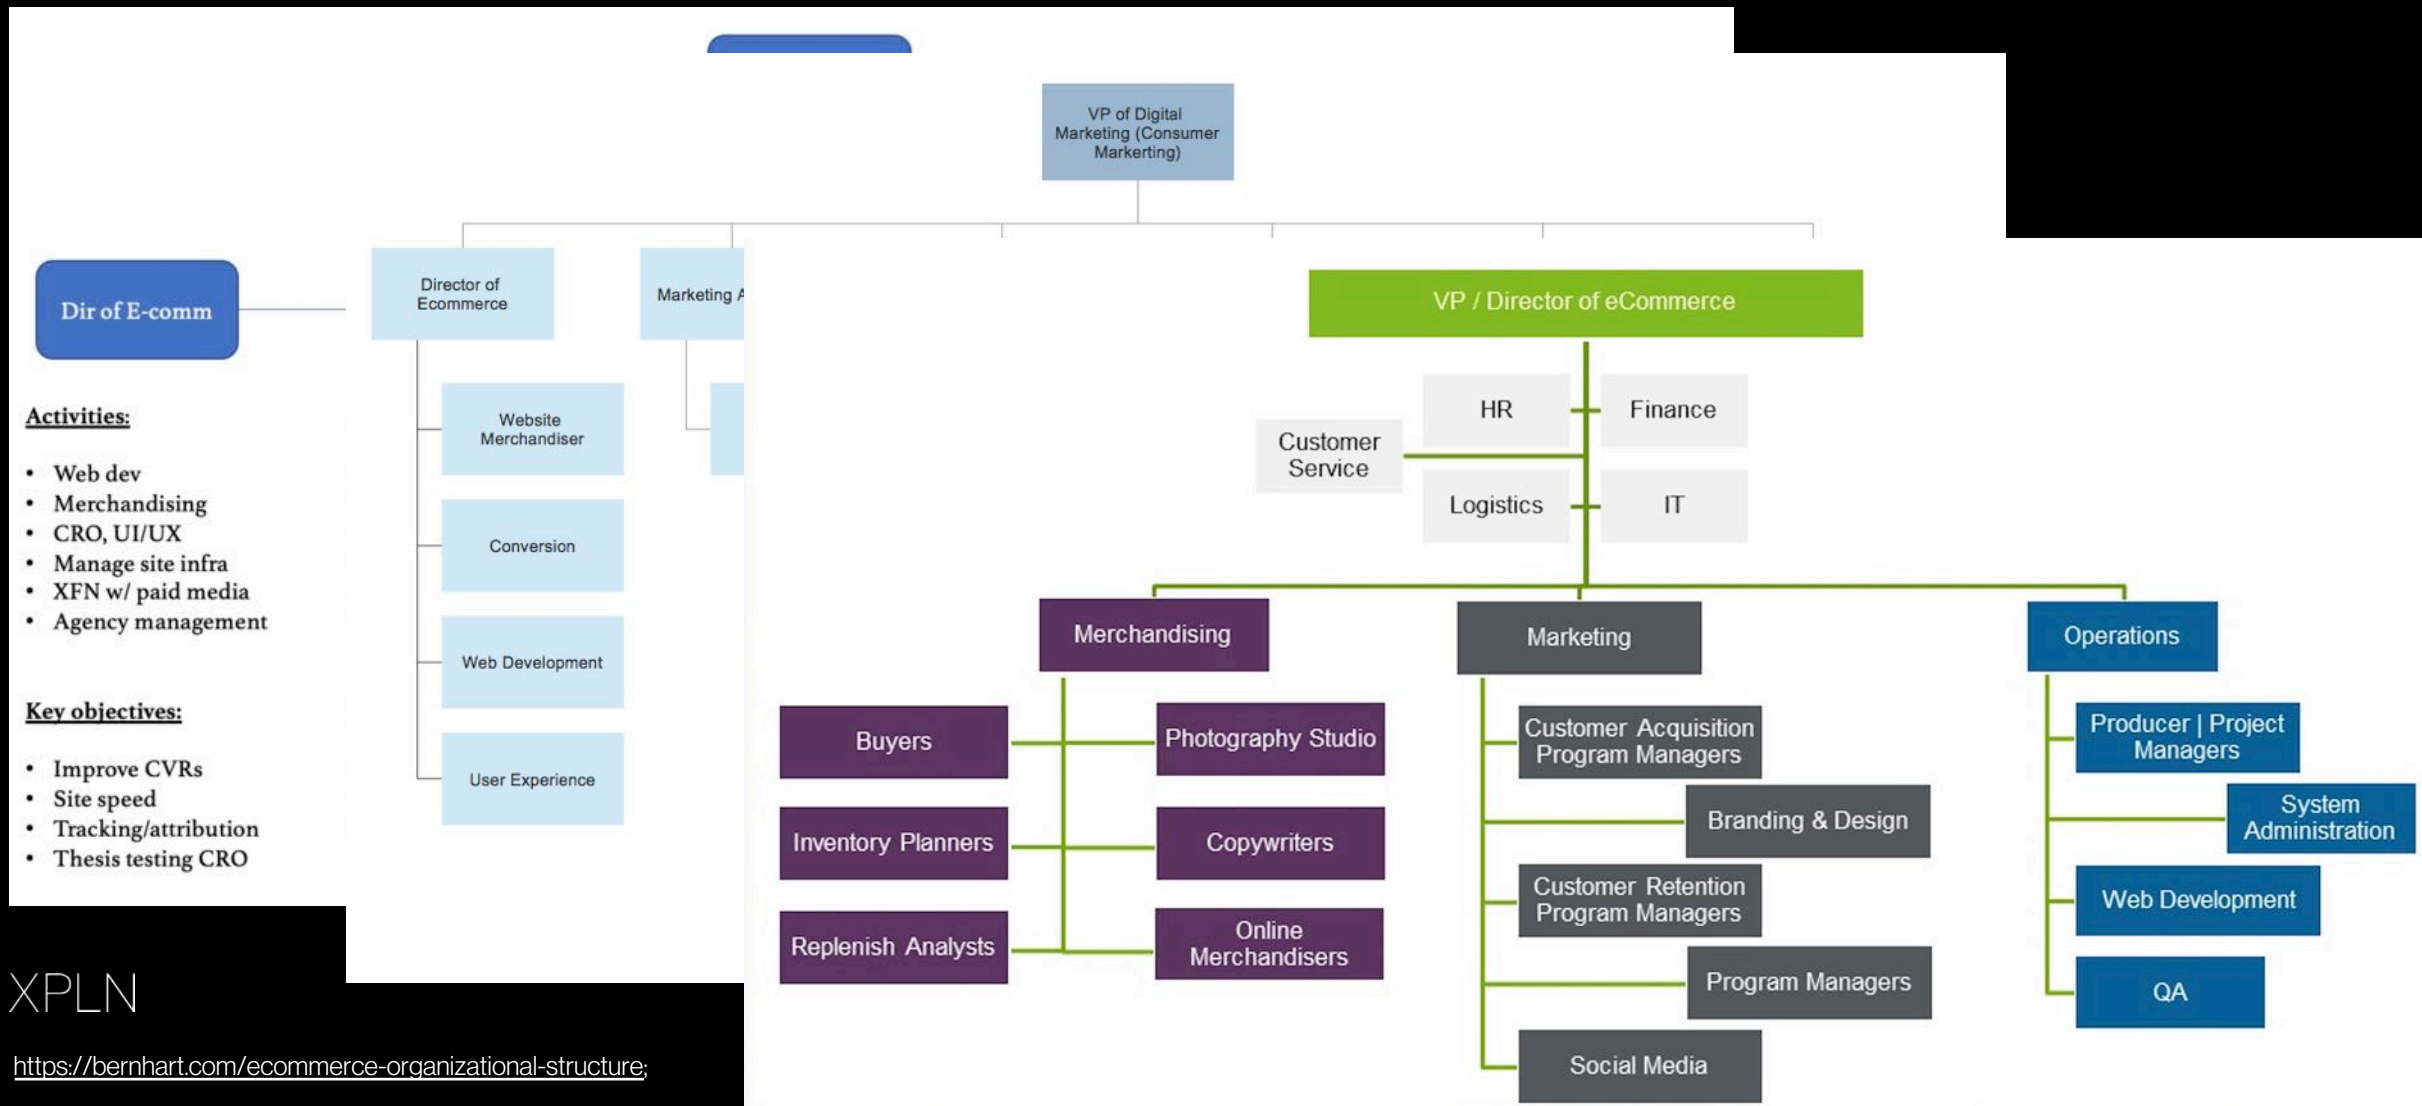 VP of Digital
Marketing (Consumer
Markerting)
Dir of E-comm
Activities:
• Web dev
• Merchandising
• CRO, UI/UX
• Manage site infra
• XFN w/ paid media
• Agency management
Key objectives:
• Improve CVRs
• Site speed
• Tracking/attribution
• Thesis testing CRO
Director of
Ecommerce
Website
Merchandiser
Conversion
Web Development
User Experience
Marketing
VP / Director of eCommerce
HR
Finance
Customer
Service
Logistics
IT
Merchandising
Buyers
Photography Studio
Inventory Planners
Copywriters
Replenish Analysts
Online
Merchandisers
Marketing
Customer Acquisition
Program Managers
Branding & Design
Customer Retention
Program Managers
Program Managers
Social Media
Operations
Producer | Project
Managers
System
Administration
Web Development
QA
XPLN
https://bernhart.com/ecommerce-organizational-structure;